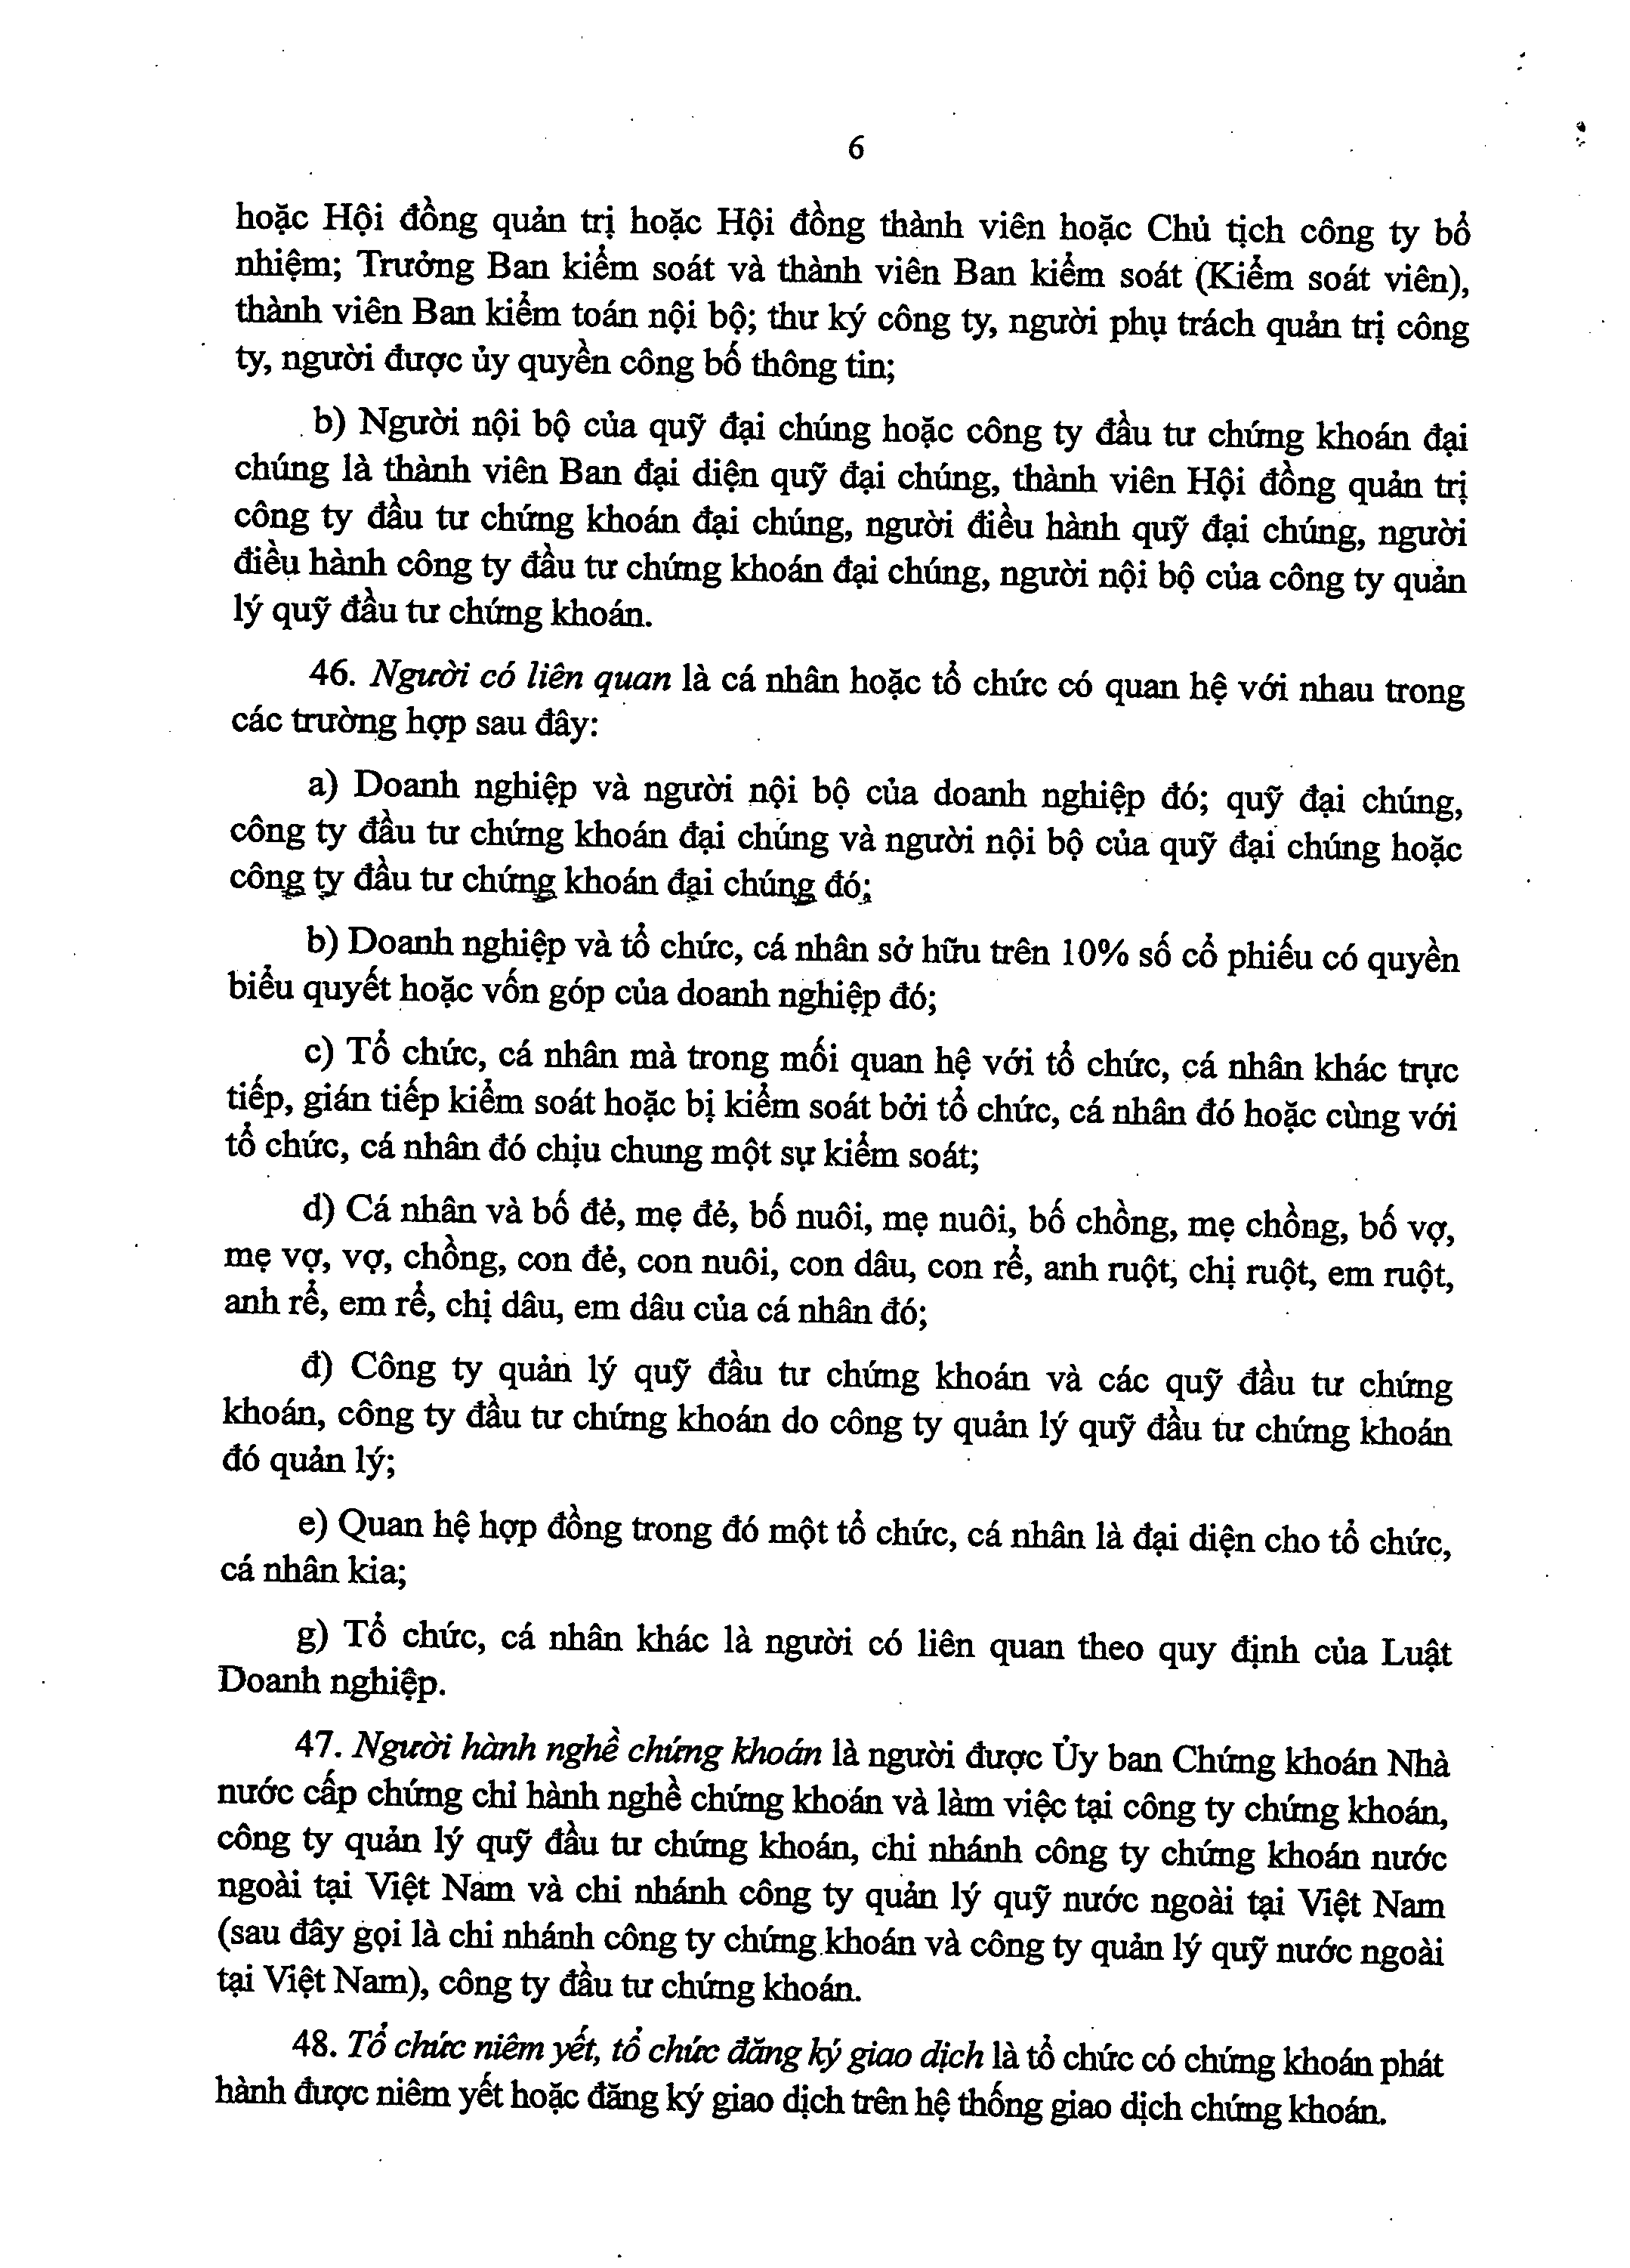 6
hoặc Hội đồng quản trị hoặc Hội đồng thành viên hoặc Chủ tịch công ty bổ
nhiệm; Trưởng Ban kiểm soát và thành viên Ban kiểm soát (Kiểm soát viên),
thành viên Ban kiểm toán nội bộ; thư ký công ty, người phụ trách quản trị công
ty, người được ủy quyền công bố thông tin;
b) Người nội bộ của quỹ đại chúng hoặc công ty đầu tư chứng khoán đại
chúng là thành viên Ban đại diện quỹ đại chúng, thành viên Hội đồng quản trị
công ty đầu tư chứng khoán đại chúng, người điều hành quỹ đại chúng, người
điều hành công ty đầu tư chứng khoán đại chúng, người nội bộ của công ty quản
lý quỹ đầu tư chứng khoán.
46. Người có liên quan là cá nhân hoặc tổ chức có quan hệ với nhau trong
các trường hợp sau đây:
a) Doanh nghiệp và người nội bộ của doanh nghiệp đó; quỹ đại chúng,
công ty đầu tư chứng khoán đại chúng và người nội bộ của quỹ đại chúng hoặc
công ty đầu tư chứng khoán đại chúng đó;
b) Doanh nghiệp và tổ chức, cá nhân sở hữu trên 10% số cổ phiếu có quyền
biểu quyết hoặc vốn góp của doanh nghiệp đó;
c) Tổ chức, cá nhân mà trong mối quan hệ với tổ chức, cá nhân khác trực
tiếp, gián tiếp kiểm soát hoặc bị kiểm soát bởi tổ chức, cá nhân đó hoặc cùng với
tổ chức, cá nhân đó chịu chung một sự kiểm soát;
d) Cá nhân và bố đẻ, mẹ đẻ, bố nuôi, mẹ nuôi, bố chồng, mẹ chồng, bố vợ,
mẹ vợ, vợ, chồng, con đẻ, con nuôi, con dâu, con rể, anh ruột, chị ruột, em ruột,
anh rể, em rể, chị dâu, em dâu của cá nhân đó;
đ) Công ty quản lý quỹ đầu tư chứng khoán và các quỹ đầu tư chứng
khoán, công ty đầu tư chứng khoán do công ty quản lý quỹ đầu tư chứng khoán
đó quản lý;
e) Quan hệ hợp đồng trong đó một tổ chức, cá nhân là đại diện cho tổ chức,
cá nhân kia;
g) Tổ chức, cá nhân khác là người có liên quan theo quy định của Luật
Doanh nghiệp.
47. Người hành nghề chứng khoán là người được Ủy ban Chứng khoán Nhà
nước cấp chứng chỉ hành nghề chứng khoán và làm việc tại công ty chứng khoán,
công ty quản lý quỹ đầu tư chứng khoán, chi nhánh công ty chứng khoán nước
ngoài tại Việt Nam và chi nhánh công ty quản lý quỹ nước ngoài tại Việt Nam
(sau đây gọi là chi nhánh công ty chứng khoán và công ty quản lý quỹ nước ngoài
tại Việt Nam), công ty đầu tư chứng khoán.
48. Tổ chức niêm yết, tổ chức đăng ký giao dịch là tổ chức có chứng khoán phát
hành được niêm yết hoặc đăng ký giao dịch trên hệ thống giao dịch chứng khoán.